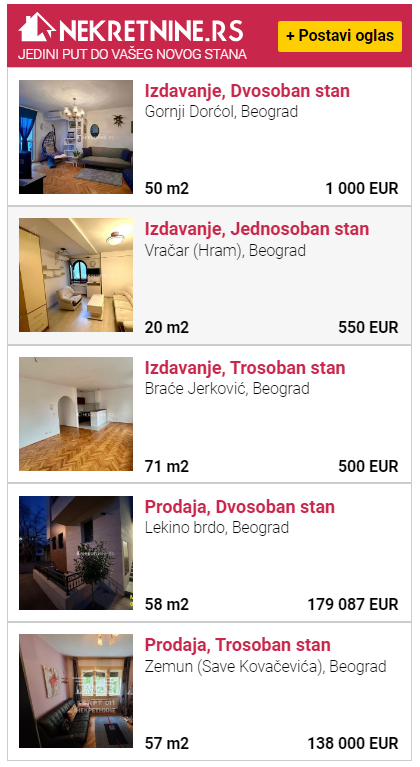 NEKRETNINE.RS
JEDINI PUT DO VAŠEG NOVOG STANA
+ Postavi oglas
Izdavanje, Dvosoban stan
Gornji Dorćol, Beograd
50 m2
1 000 EUR
Izdavanje, Jednosoban stan
Vračar (Hram), Beograd
20 m2
550 EUR
Izdavanje, Trosoban stan
Braće Jerković, Beograd
71 m2
500 EUR
Prodaja, Dvosoban stan
Lekino brdo, Beograd
58 m2
179 087 EUR
Prodaja, Trosoban stan
Zemun (Save Kovačevića), Beograd
57 m2
138 000 EUR